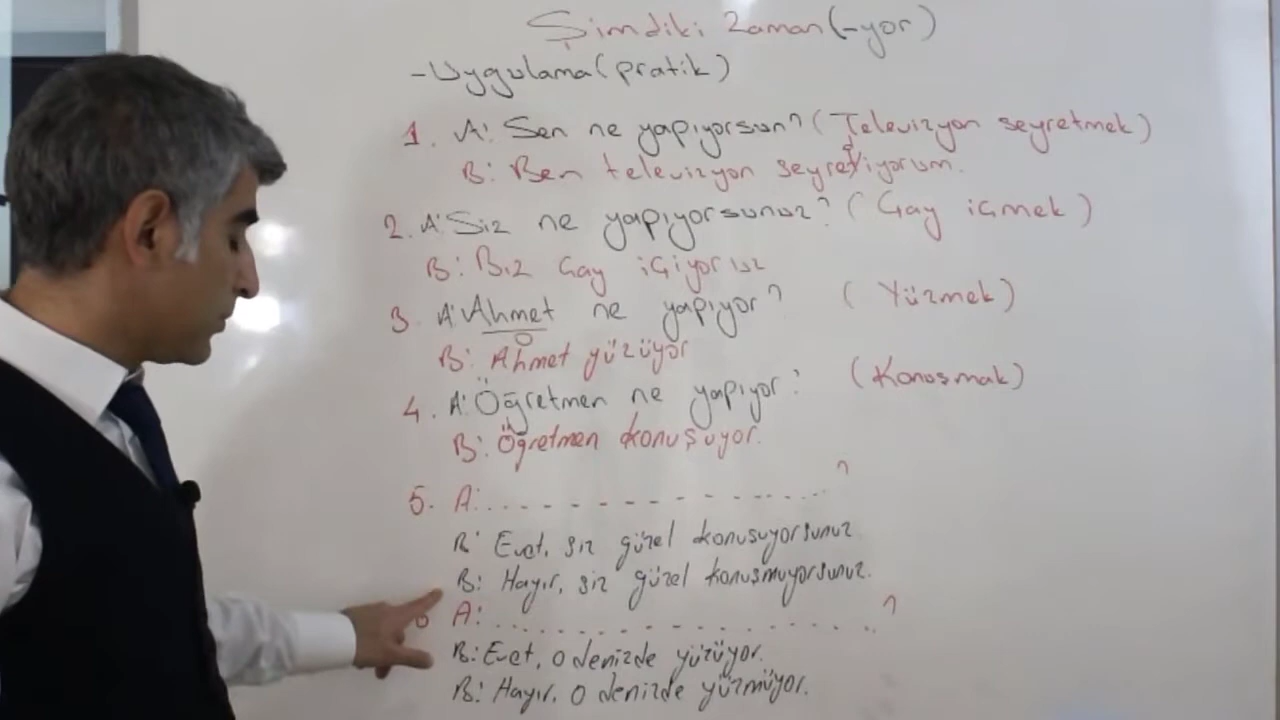 Şimdiki Zaman (-yor)
- Uygulama (pratik)
1. A: Sen ne yapıyorsun? (Televizyon seyretmek)
B: Ben televizyon seyrediyorum.
2. A: Siz ne yapıyorsunuz? (Çay içmek)
B: Biz Çay içiyoruz
3. A: Ahmet ne yapıyor? (Yüzmek)
O
B: Ahmet yüzüyor
4. A: Öğretmen ne yapıyor? (Konuşmak)
B: Öğretmen konuşuyor.
5. A: ..................?
B: Evet, siz güzel konuşuyorsunuz.
B: Hayır, siz güzel konuşmuyorsunuz.
6 A: ..................?
B: Evet, o denizde yüzüyor.
B: Hayır, o denizde yüzmüyor.